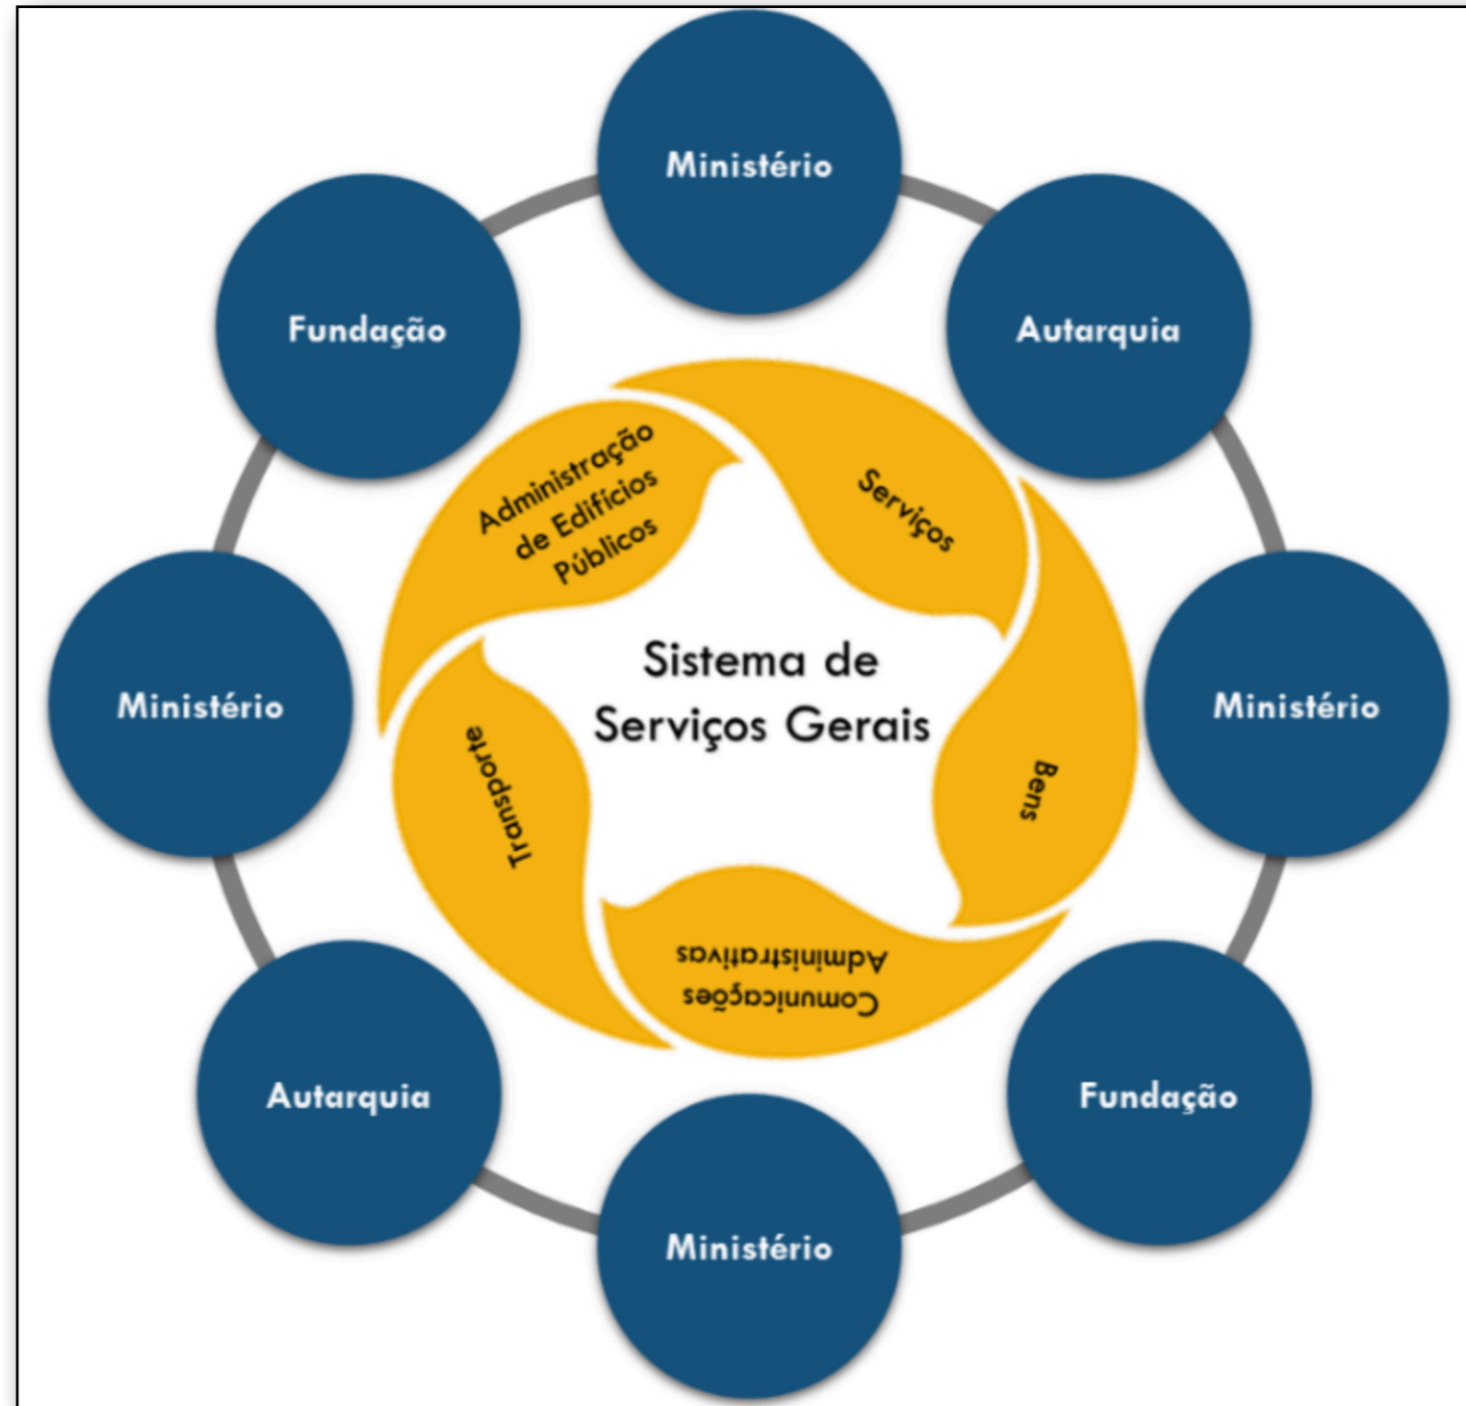 Ministério
Fundação
Autarquia
Administração
de Edifícios
Públicos
Serviços
Sistema de
Serviços Gerais
Ministério
Ministério
Transporte
Bens
Comunicações
Administrativas
Autarquia
Fundação
Ministério